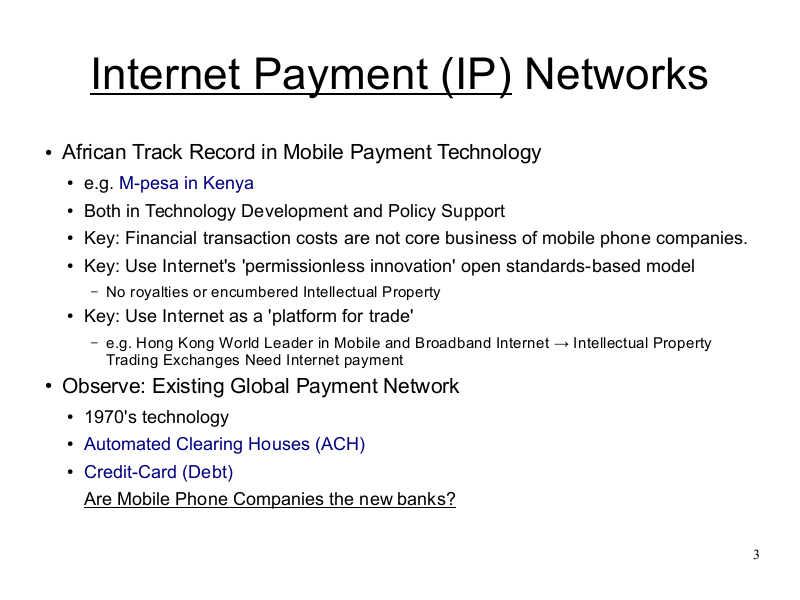 Internet Payment (IP) Networks
• African Track Record in Mobile Payment Technology
• e.g. M-pesa in Kenya
• Both in Technology Development and Policy Support
• Key: Financial transaction costs are not core business of mobile phone companies.
• Key: Use Internet's 'permissionless innovation' open standards-based model
– No royalties or encumbered Intellectual Property
• Key: Use Internet as a 'platform for trade'
– e.g. Hong Kong World Leader in Mobile and Broadband Internet → Intellectual Property
Trading Exchanges Need Internet payment
• Observe: Existing Global Payment Network
• 1970's technology
• Automated Clearing Houses (ACH)
• Credit-Card (Debt)
Are Mobile Phone Companies the new banks?
3